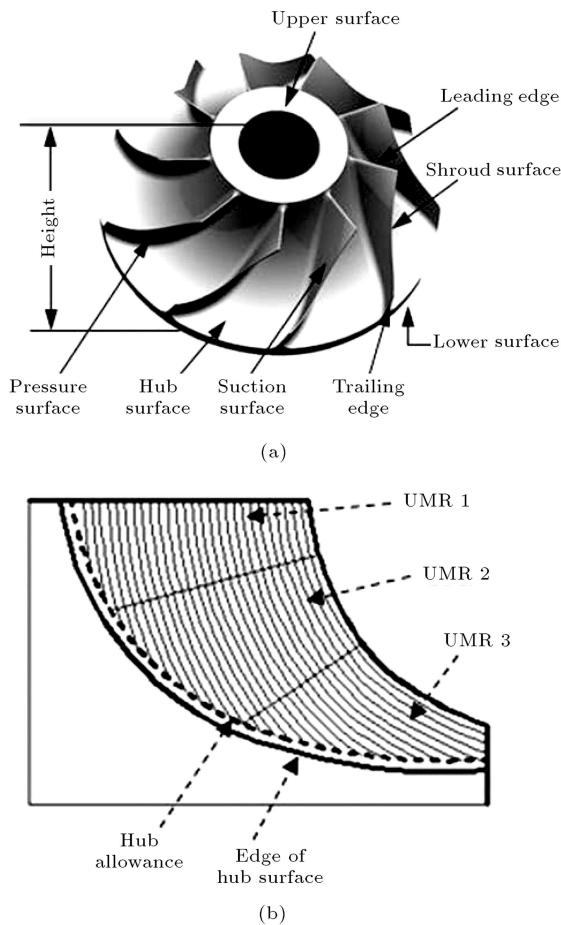 Upper surface
Leading edge
Shroud surface
Height
Lower surface
Pressure
surface
Hub
surface
Suction
surface
Trailing
edge
(a)
UMR 1
UMR 2
UMR 3
Hub
allowance
Edge of
hub surface
(b)